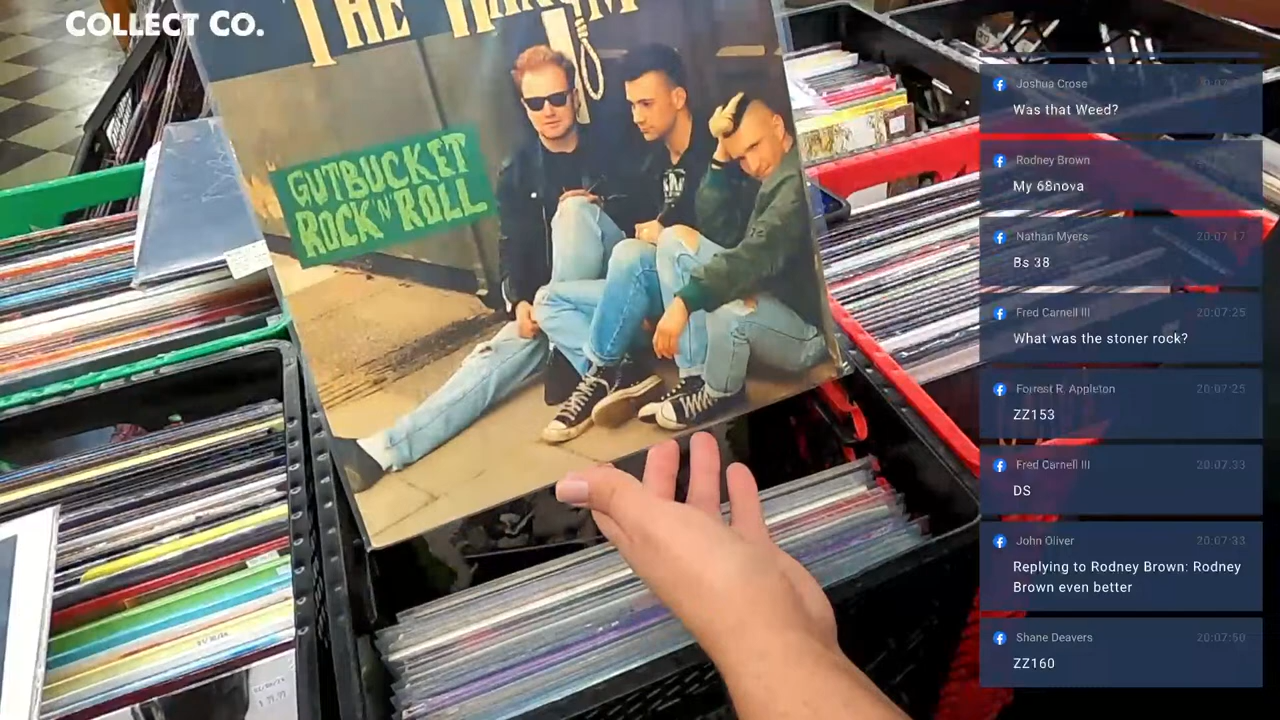 COLLECT CO.
THE
GUTBUCKET
ROCK'N'ROLL
Joshua Crose
Was that Weed?
Rodney Brown
My 68nova
Nathan Myers
20:07:17
Bs 38
Fred Carnell III
20:07:25
What was the stoner rock?
Forrest R. Appleton
20:07:25
ZZ153
Fred Carnell III
20:07:33
DS
John Oliver
20:07:33
Replying to Rodney Brown: Rodney
Brown even better
Shane Deavers
20:07:50
ZZ160